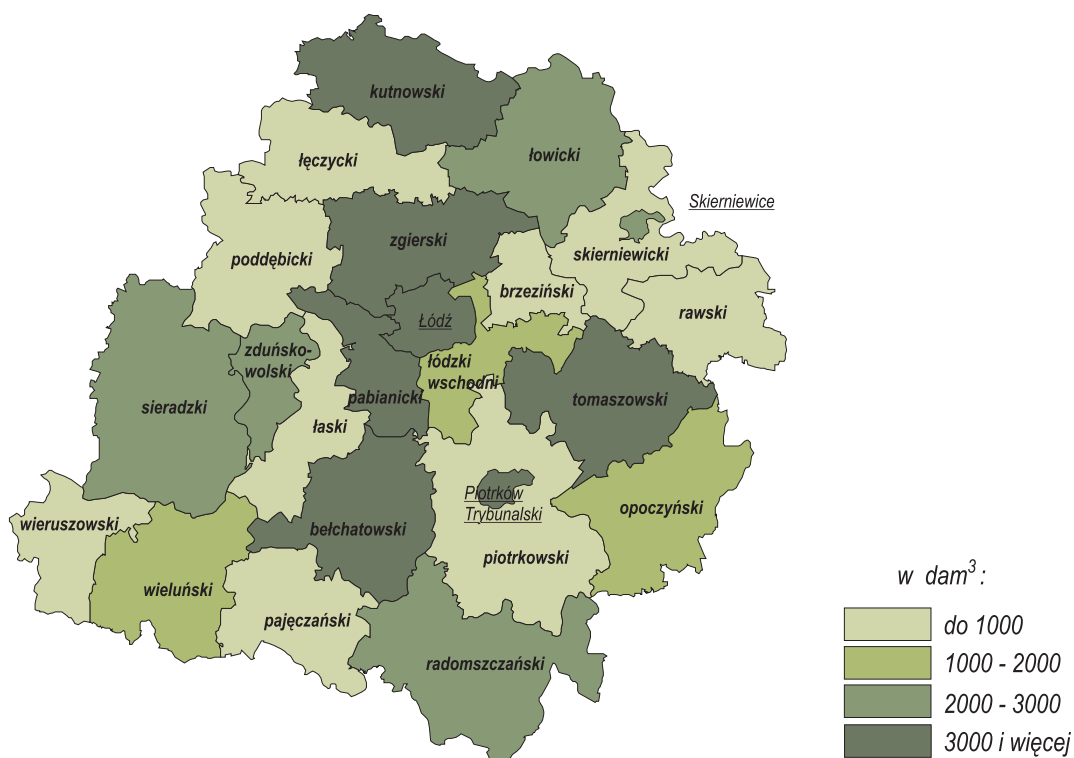 kutnowski
łęczycki
łowicki
Skierniewice
zgierski
poddębicki
skierniewicki
brzeziński
rawski
Łódź
zduńsko-
wolski
łódzki
wschodni
sieradzki
pabianicki
tomaszowski
łaski
Piotrków
Trybunalski
opoczyński
wieruszowski
bełchatowski
piotrkowski
wieluński
pajęczański
radomszczański
w dam³ :
do 1000
1000 - 2000
2000 - 3000
3000 i więcej